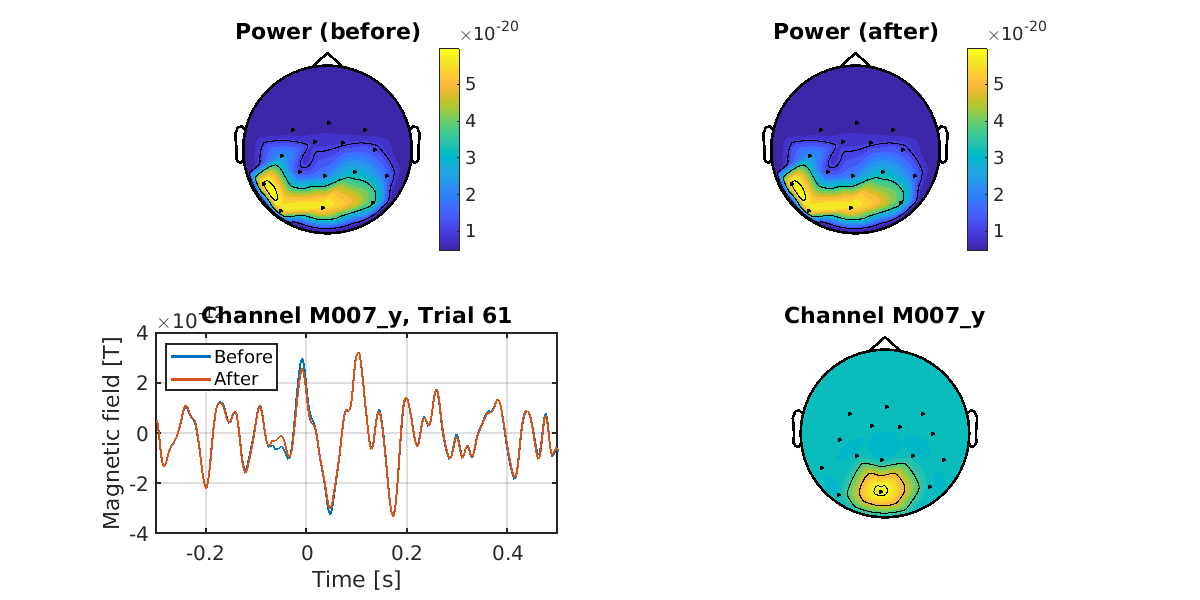 Power (before)
×10-20
5
4
3
2
1
Power (after)
×10-20
5
4
3
2
1
×10-12
Channel M007_y, Trial 61
Magnetic field [T]
4
2
0
-2
-4
Before
After
-0.2
0
0.2
0.4
Time [s]
Channel M007_y